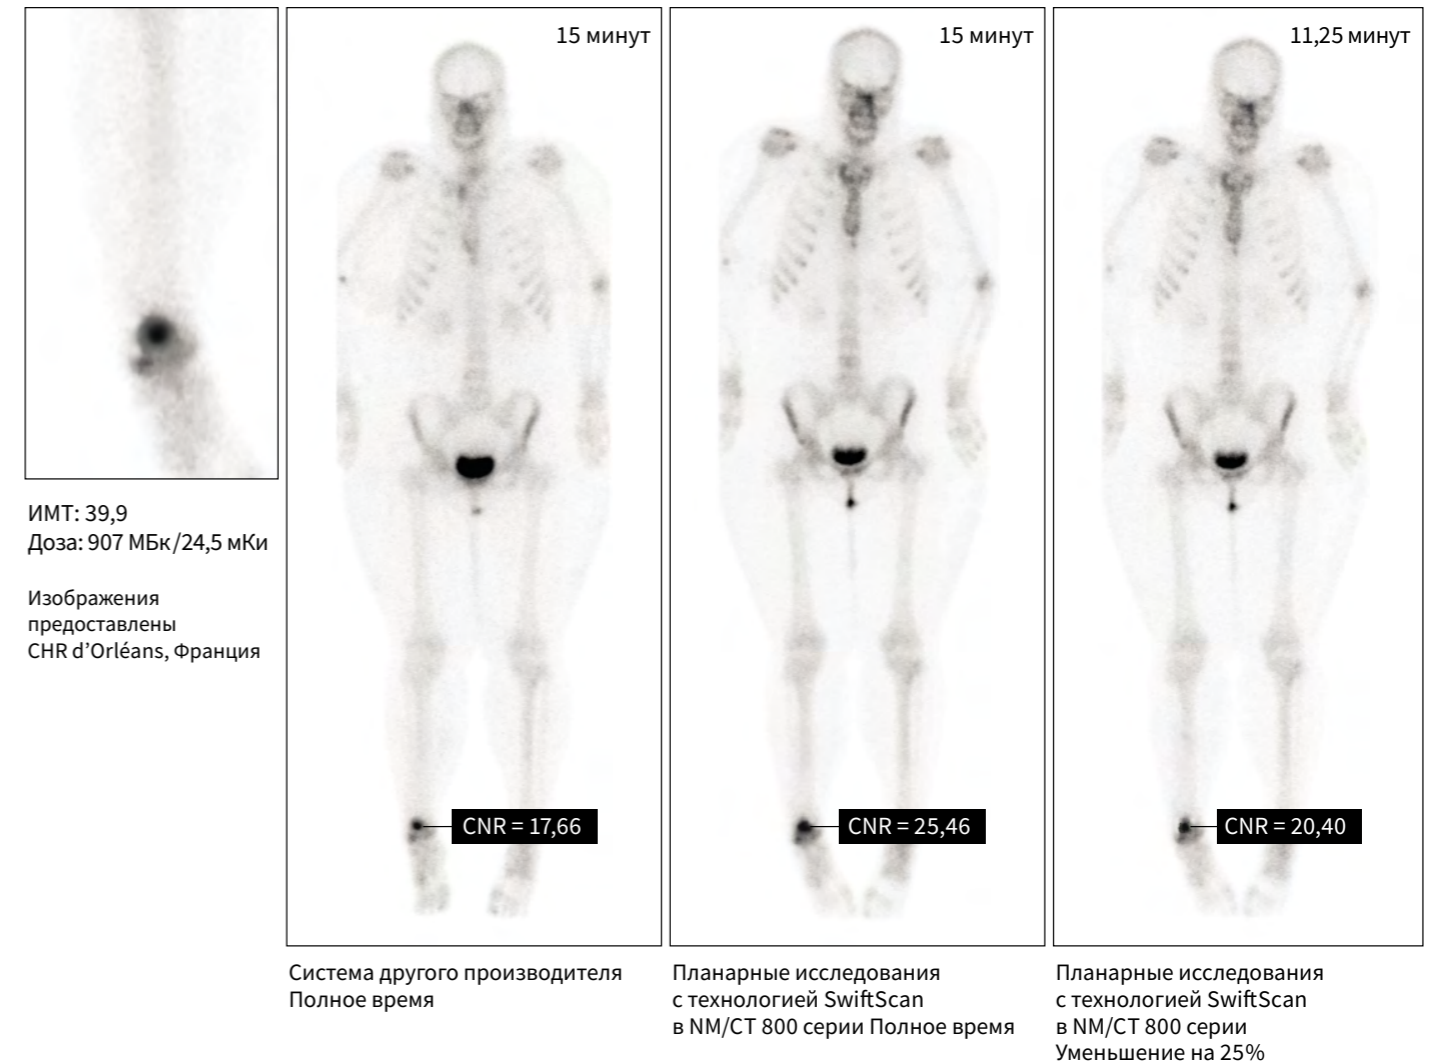 15 минут
15 минут
11,25 минут
ИМТ: 39,9
Доза: 907 МБк/24,5 мКи
Изображения
предоставлены
CHR d’Orléans, Франция
CNR = 17,66
CNR = 25,46
CNR = 20,40
Система другого производителя
Полное время
Планарные исследования
с технологией SwiftScan
в NM/CT 800 серии Полное время
Планарные исследования
с технологией SwiftScan
в NM/CT 800 серии
Уменьшение на 25%